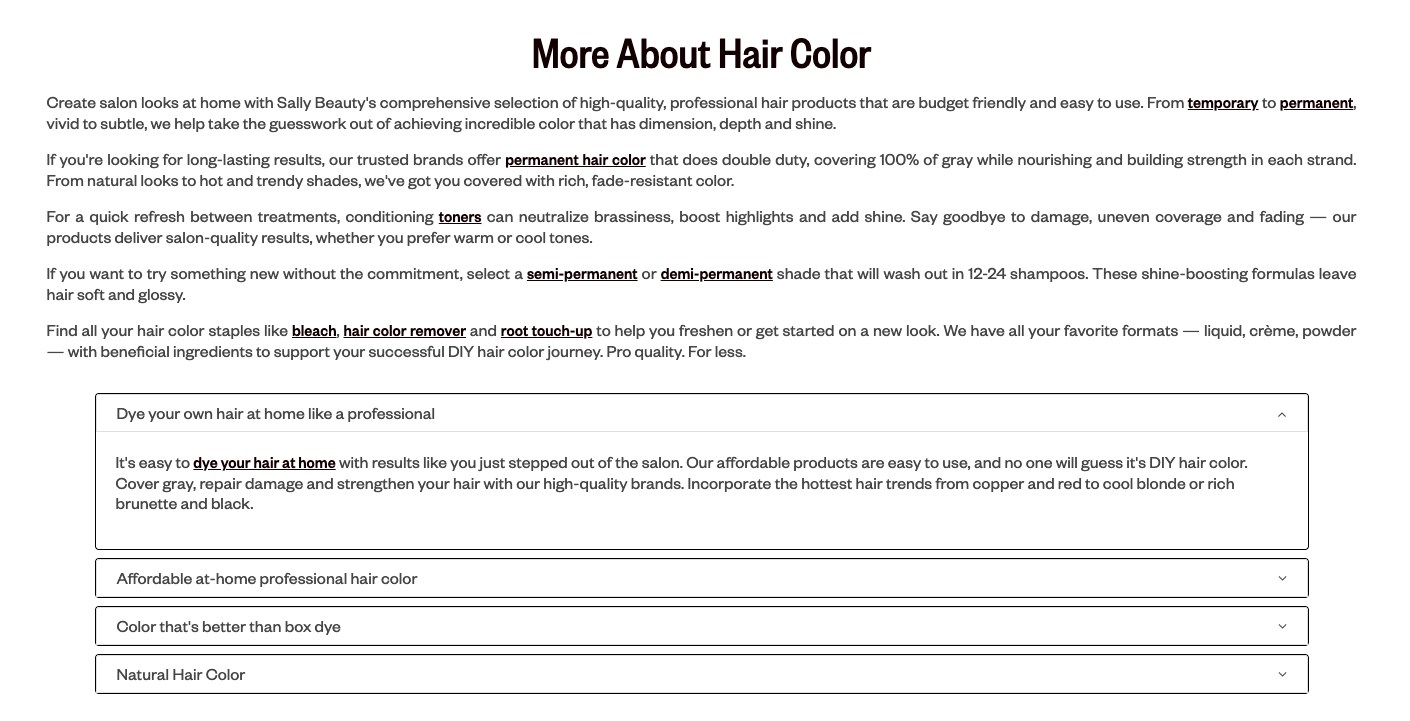 More About Hair Color
Create salon looks at home with Sally Beauty's comprehensive selection of high-quality, professional hair products that are budget friendly and easy to use. From temporary to permanent,
vivid to subtle, we help take the guesswork out of achieving incredible color that has dimension, depth and shine.
If you're looking for long-lasting results, our trusted brands offer permanent hair color that does double duty, covering 100% of gray while nourishing and building strength in each strand.
From natural looks to hot and trendy shades, we've got you covered with rich, fade-resistant color.
For a quick refresh between treatments, conditioning toners can neutralize brassiness, boost highlights and add shine. Say goodbye to damage, uneven coverage and fading — our
products deliver salon-quality results, whether you prefer warm or cool tones.
If you want to try something new without the commitment, select a semi-permanent or demi-permanent shade that will wash out in 12-24 shampoos. These shine-boosting formulas leave
hair soft and glossy.
Find all your hair color staples like bleach, hair color remover and root touch-up to help you freshen or get started on a new look. We have all your favorite formats — liquid, crème, powder
— with beneficial ingredients to support your successful DIY hair color journey. Pro quality. For less.
Dye your own hair at home like a professional
It's easy to dye your hair at home with results like you just stepped out of the salon. Our affordable products are easy to use, and no one will guess it's DIY hair color.
Cover gray, repair damage and strengthen your hair with our high-quality brands. Incorporate the hottest hair trends from copper and red to cool blonde or rich
brunette and black.
Affordable at-home professional hair color
Color that's better than box dye
Natural Hair Color